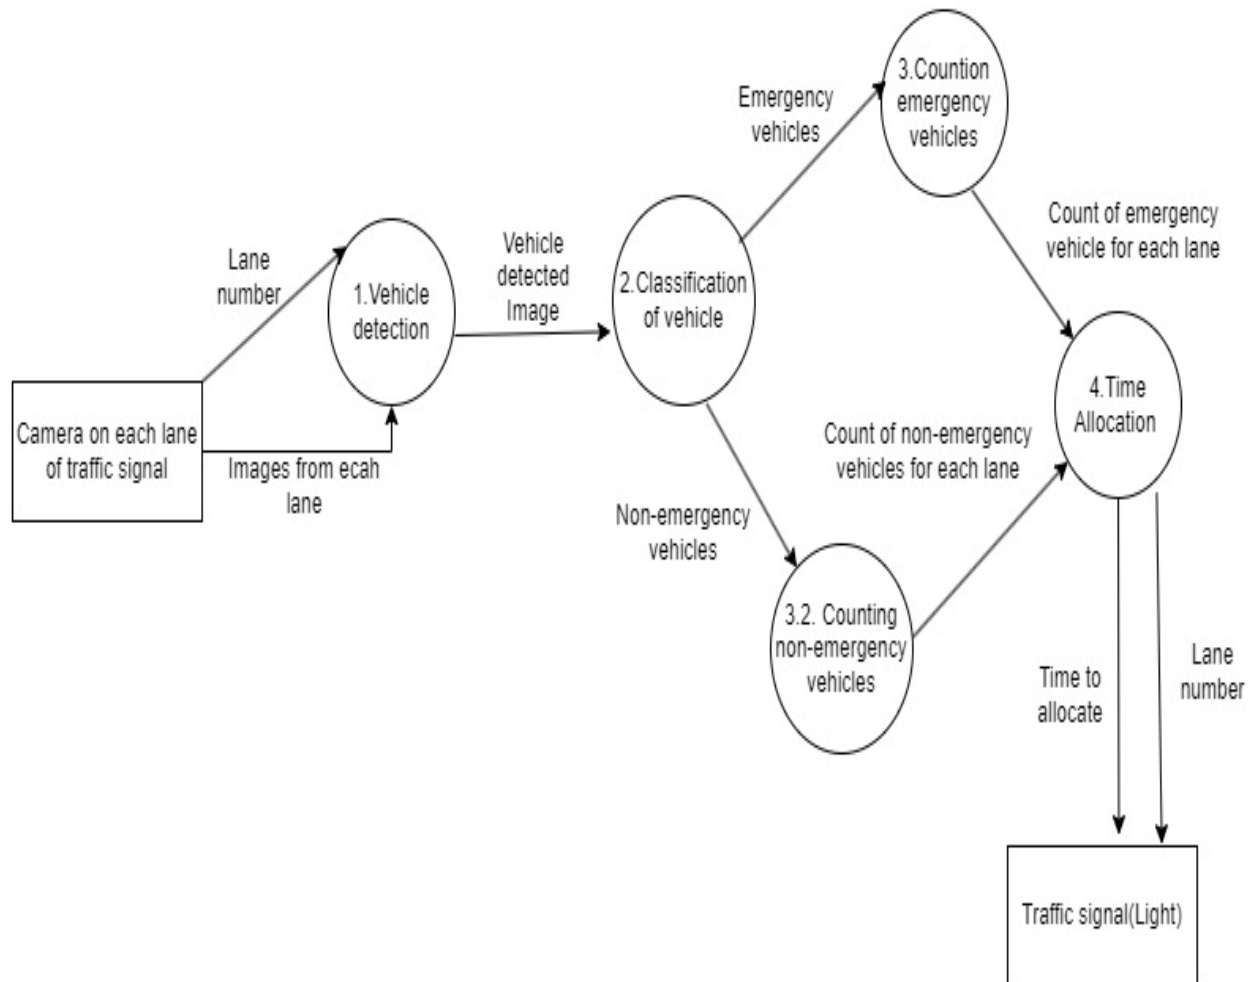 3.Countion
emergency
vehicles
Emergency
vehicles
Count of emergency
vehicle for each lane
Vehicle
detected
Image
Lane
number
1.Vehicle
detection
2.Classification
of vehicle
4.Time
Allocation
Camera on each lane
of traffic signal
Images from ecah
lane
Count of non-emergency
vehicles for each lane
Non-emergency
vehicles
3.2. Counting
non-emergency
vehicles
Time to
allocate
Lane
number
Traffic signal(Light)